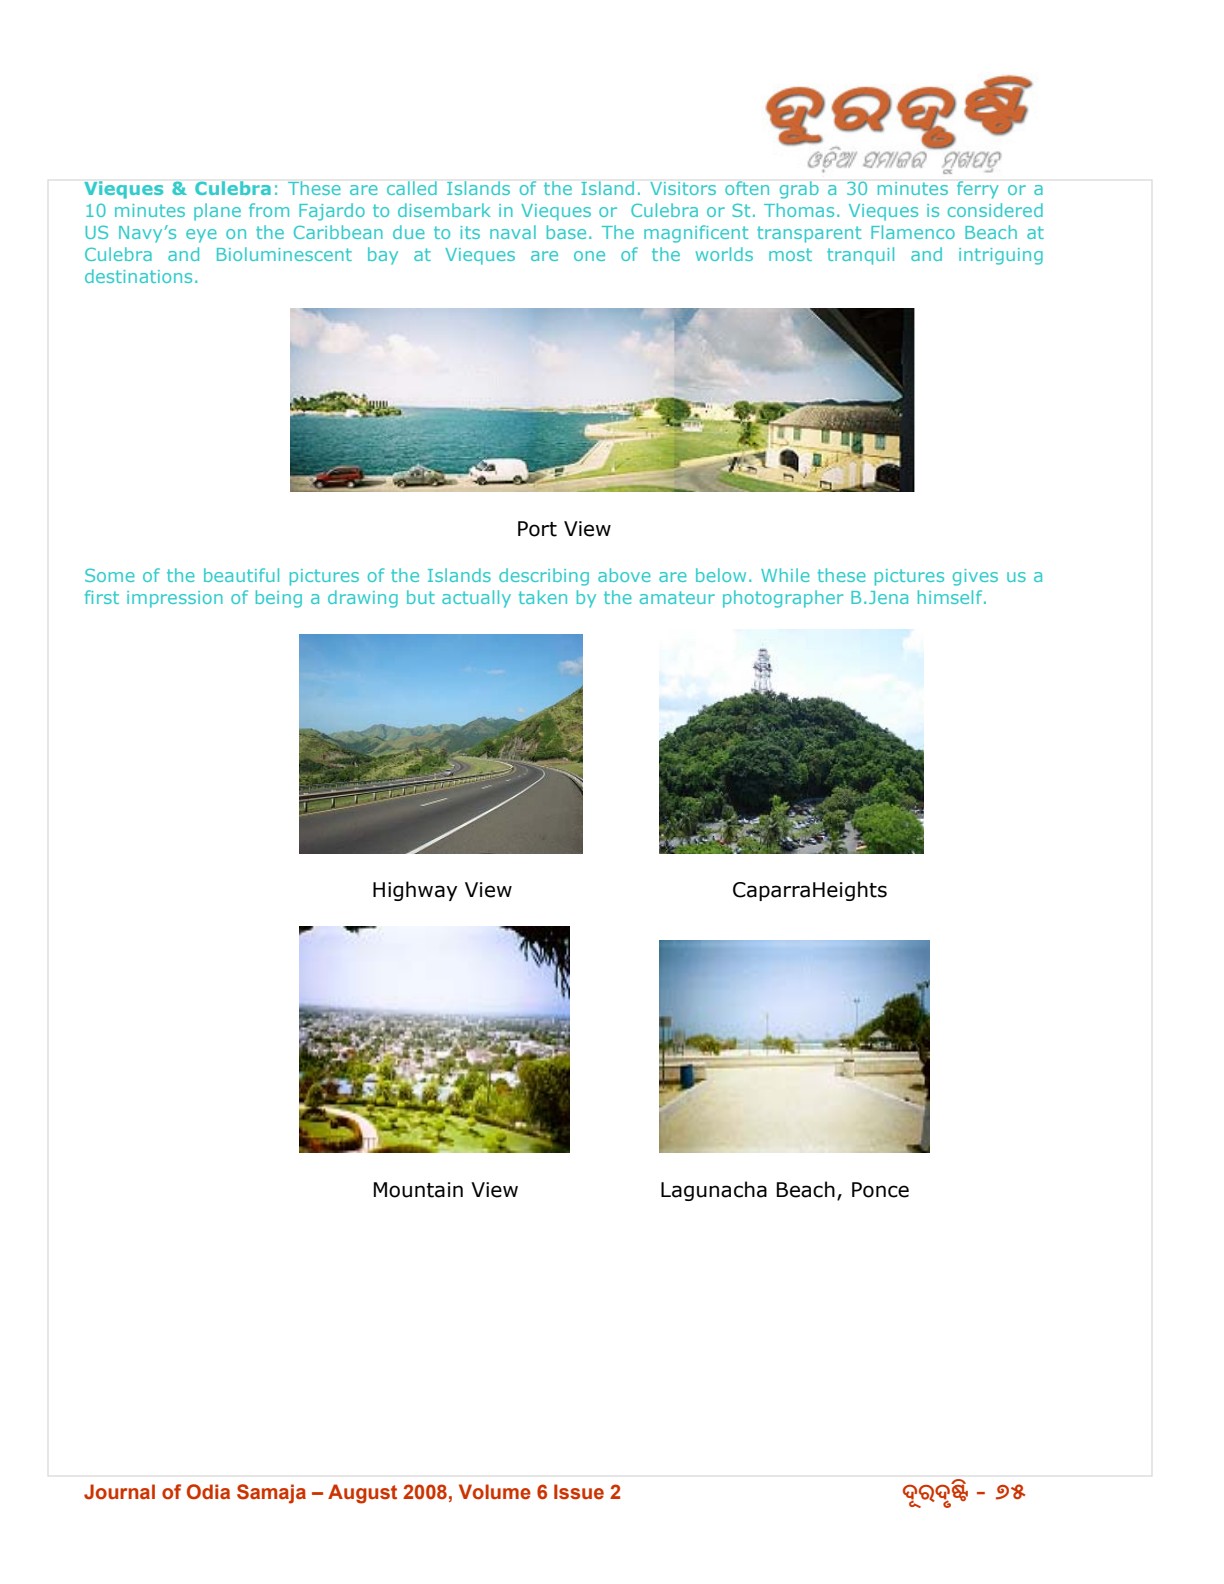 ଦୂରଦୃଷ୍ଟି
ଓଡ଼ିଆ ସମାଜର ମୁଖପତ୍ର
Vieques & Culebra: These are called Islands of the Island. Visitors often grab a 30 minutes ferry or a
10 minutes plane from Fajardo to disembark in Vieques or Culebra or St. Thomas. Vieques is considered
US Navy’s eye on the Caribbean due to its naval base. The magnificent transparent Flamenco Beach at
Culebra and Bioluminescent bay at Vieques are one of the worlds most tranquil and intriguing
destinations.
Port View
Some of the beautiful pictures of the Islands describing above are below. While these pictures gives us a
first impression of being a drawing but actually taken by the amateur photographer B.Jena himself.
Highway View CaparraHeights
Mountain View Lagunacha Beach, Ponce
Journal of Odia Samaja – August 2008, Volume 6 Issue 2 ଦୂରଦୃଷ୍ଟି - ୭୫